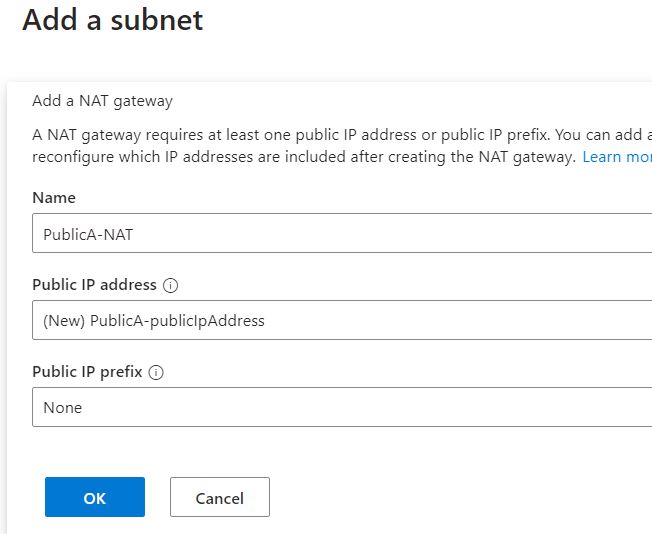 Add a subnet
Add a NAT gateway
A NAT gateway requires at least one public IP address or public IP prefix. You can add a
reconfigure which IP addresses are included after creating the NAT gateway. Learn mor
Name
PublicA-NAT
Public IP address
(New) PublicA-publicIpAddress
Public IP prefix
None
OK
Cancel